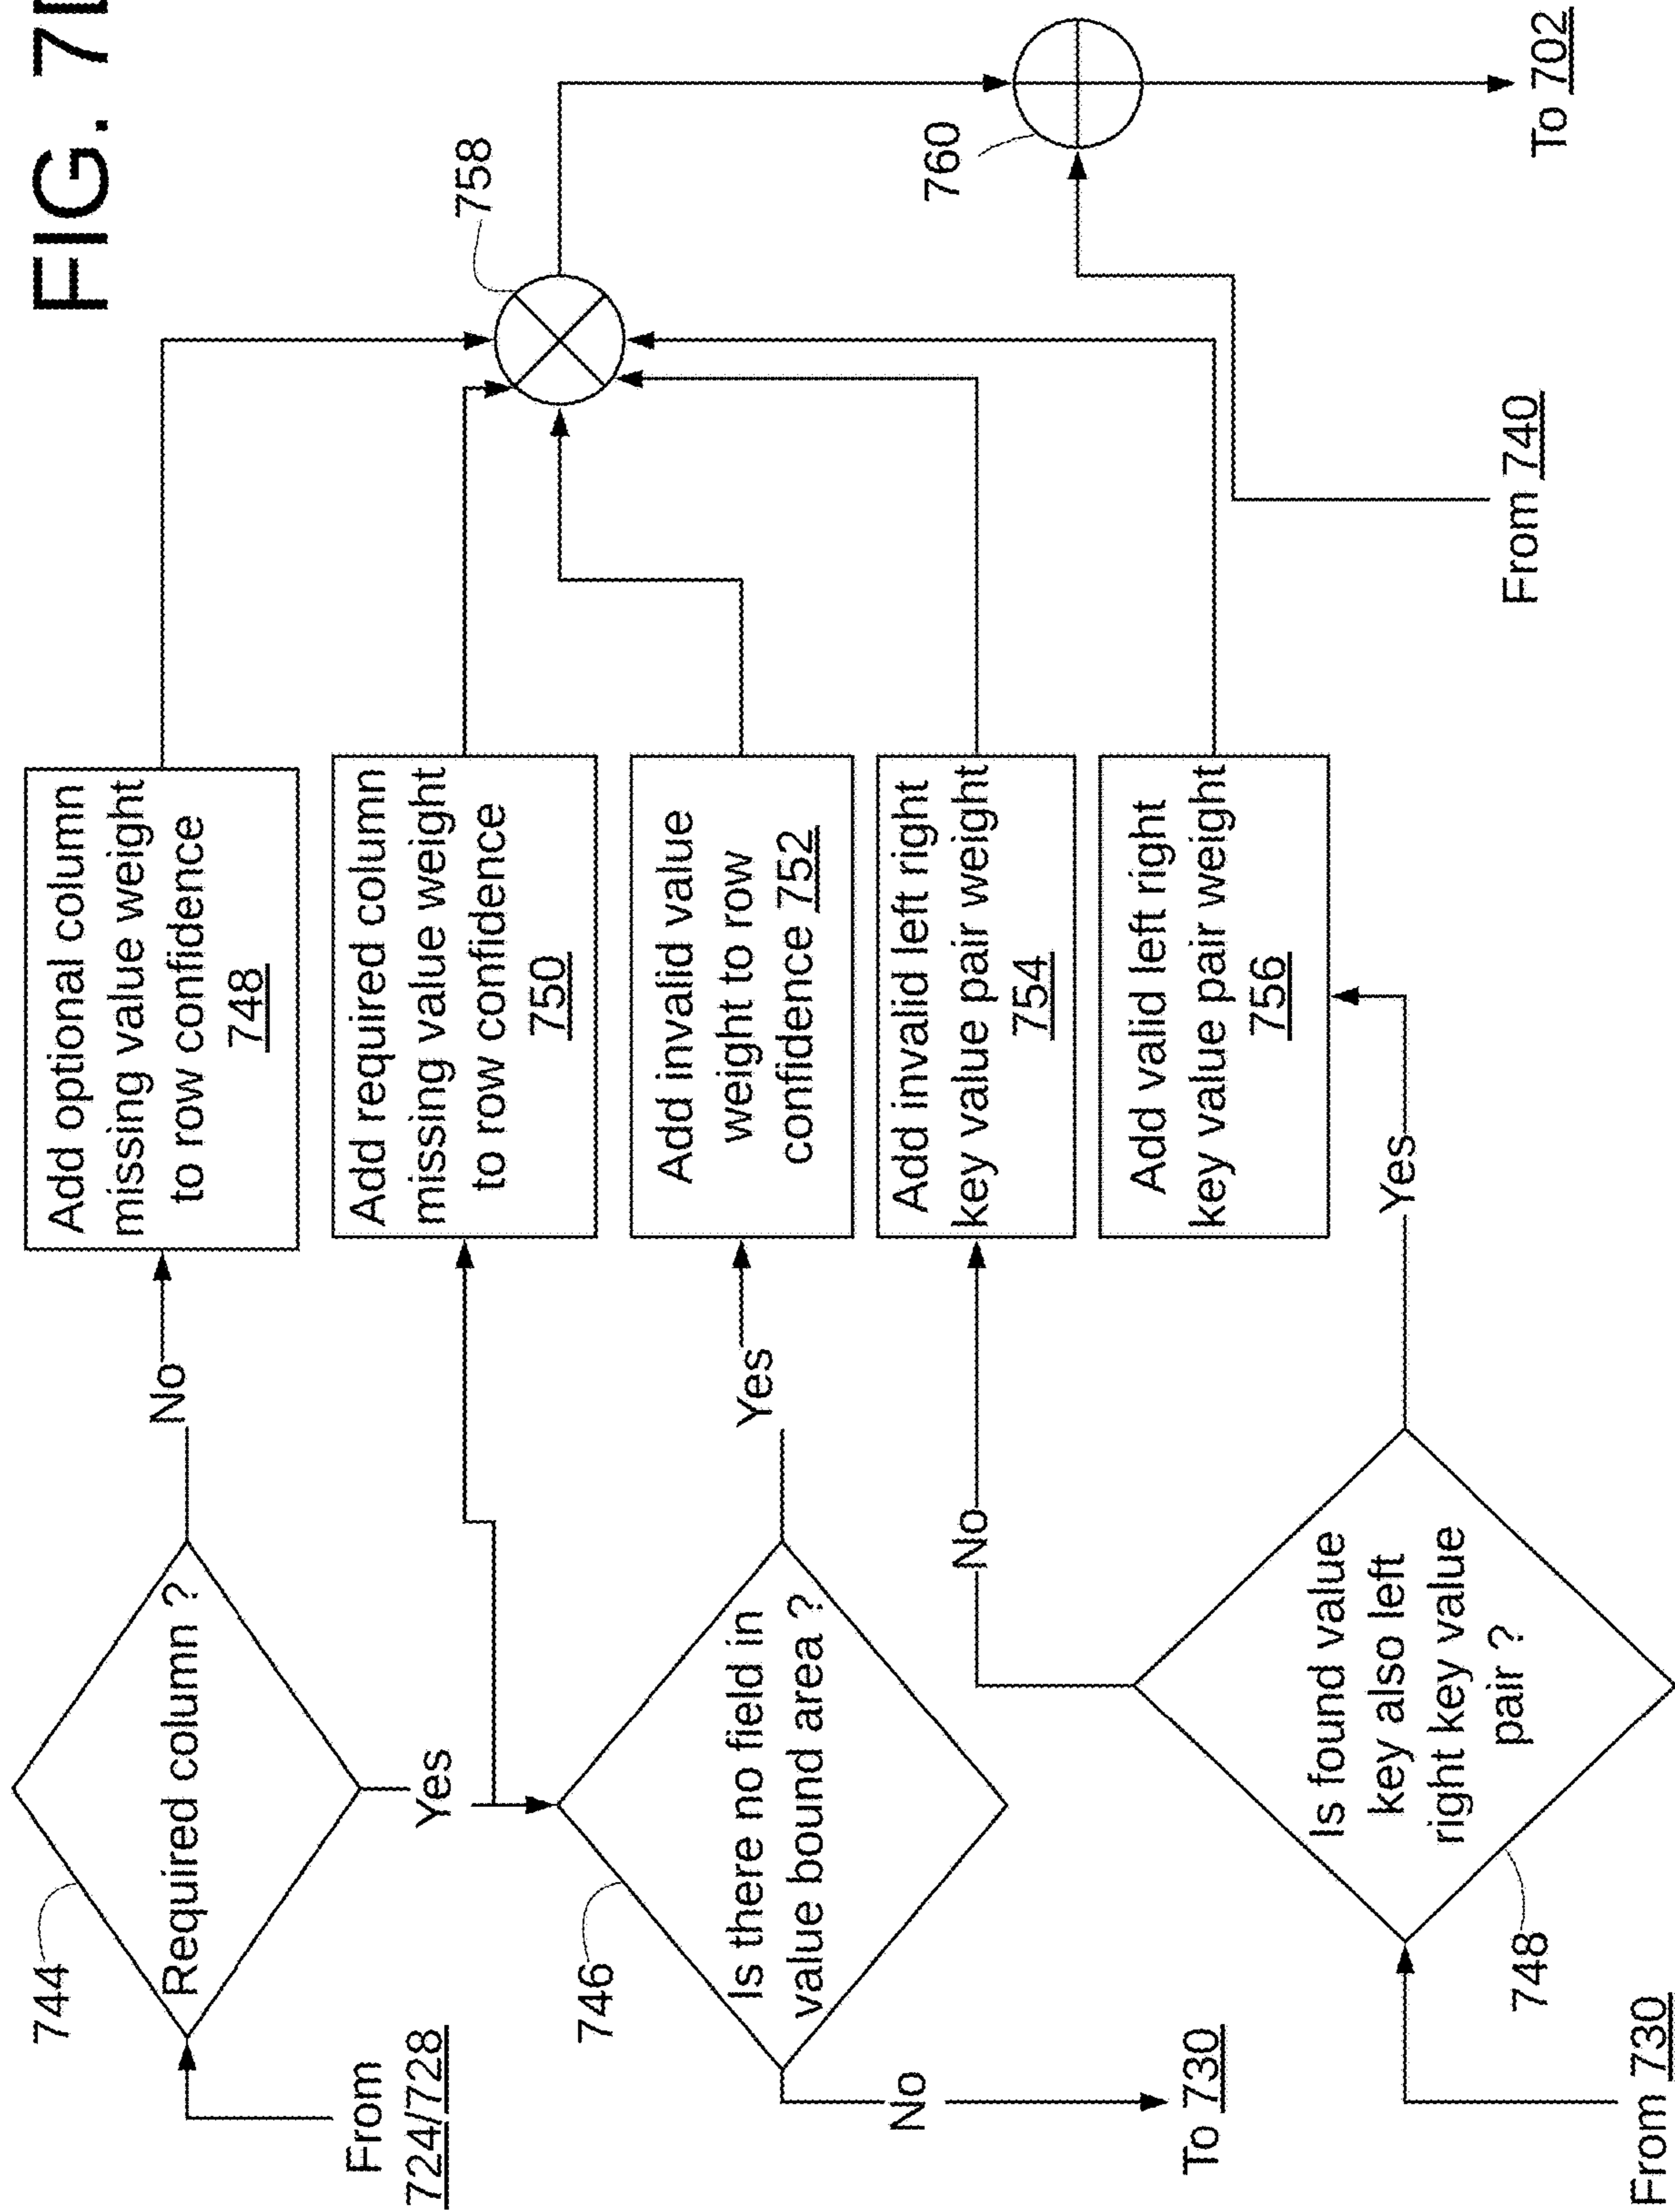 FIG. 7
744
Required column ?
From
724/728
No
Yes
Add optional column
missing value weight
to row confidence
748
Add required column
missing value weight
to row confidence
750
746
Is there no field in
value bound area ?
Yes
No
To 730
Add invalid value
weight to row
confidence 752
Add invalid left right
key value pair weight
754
Add valid left right
key value pair weight
756
No
Is found value
key also left
right key value
pair ?
Yes
748
From 730
758
760
From 740
To 702